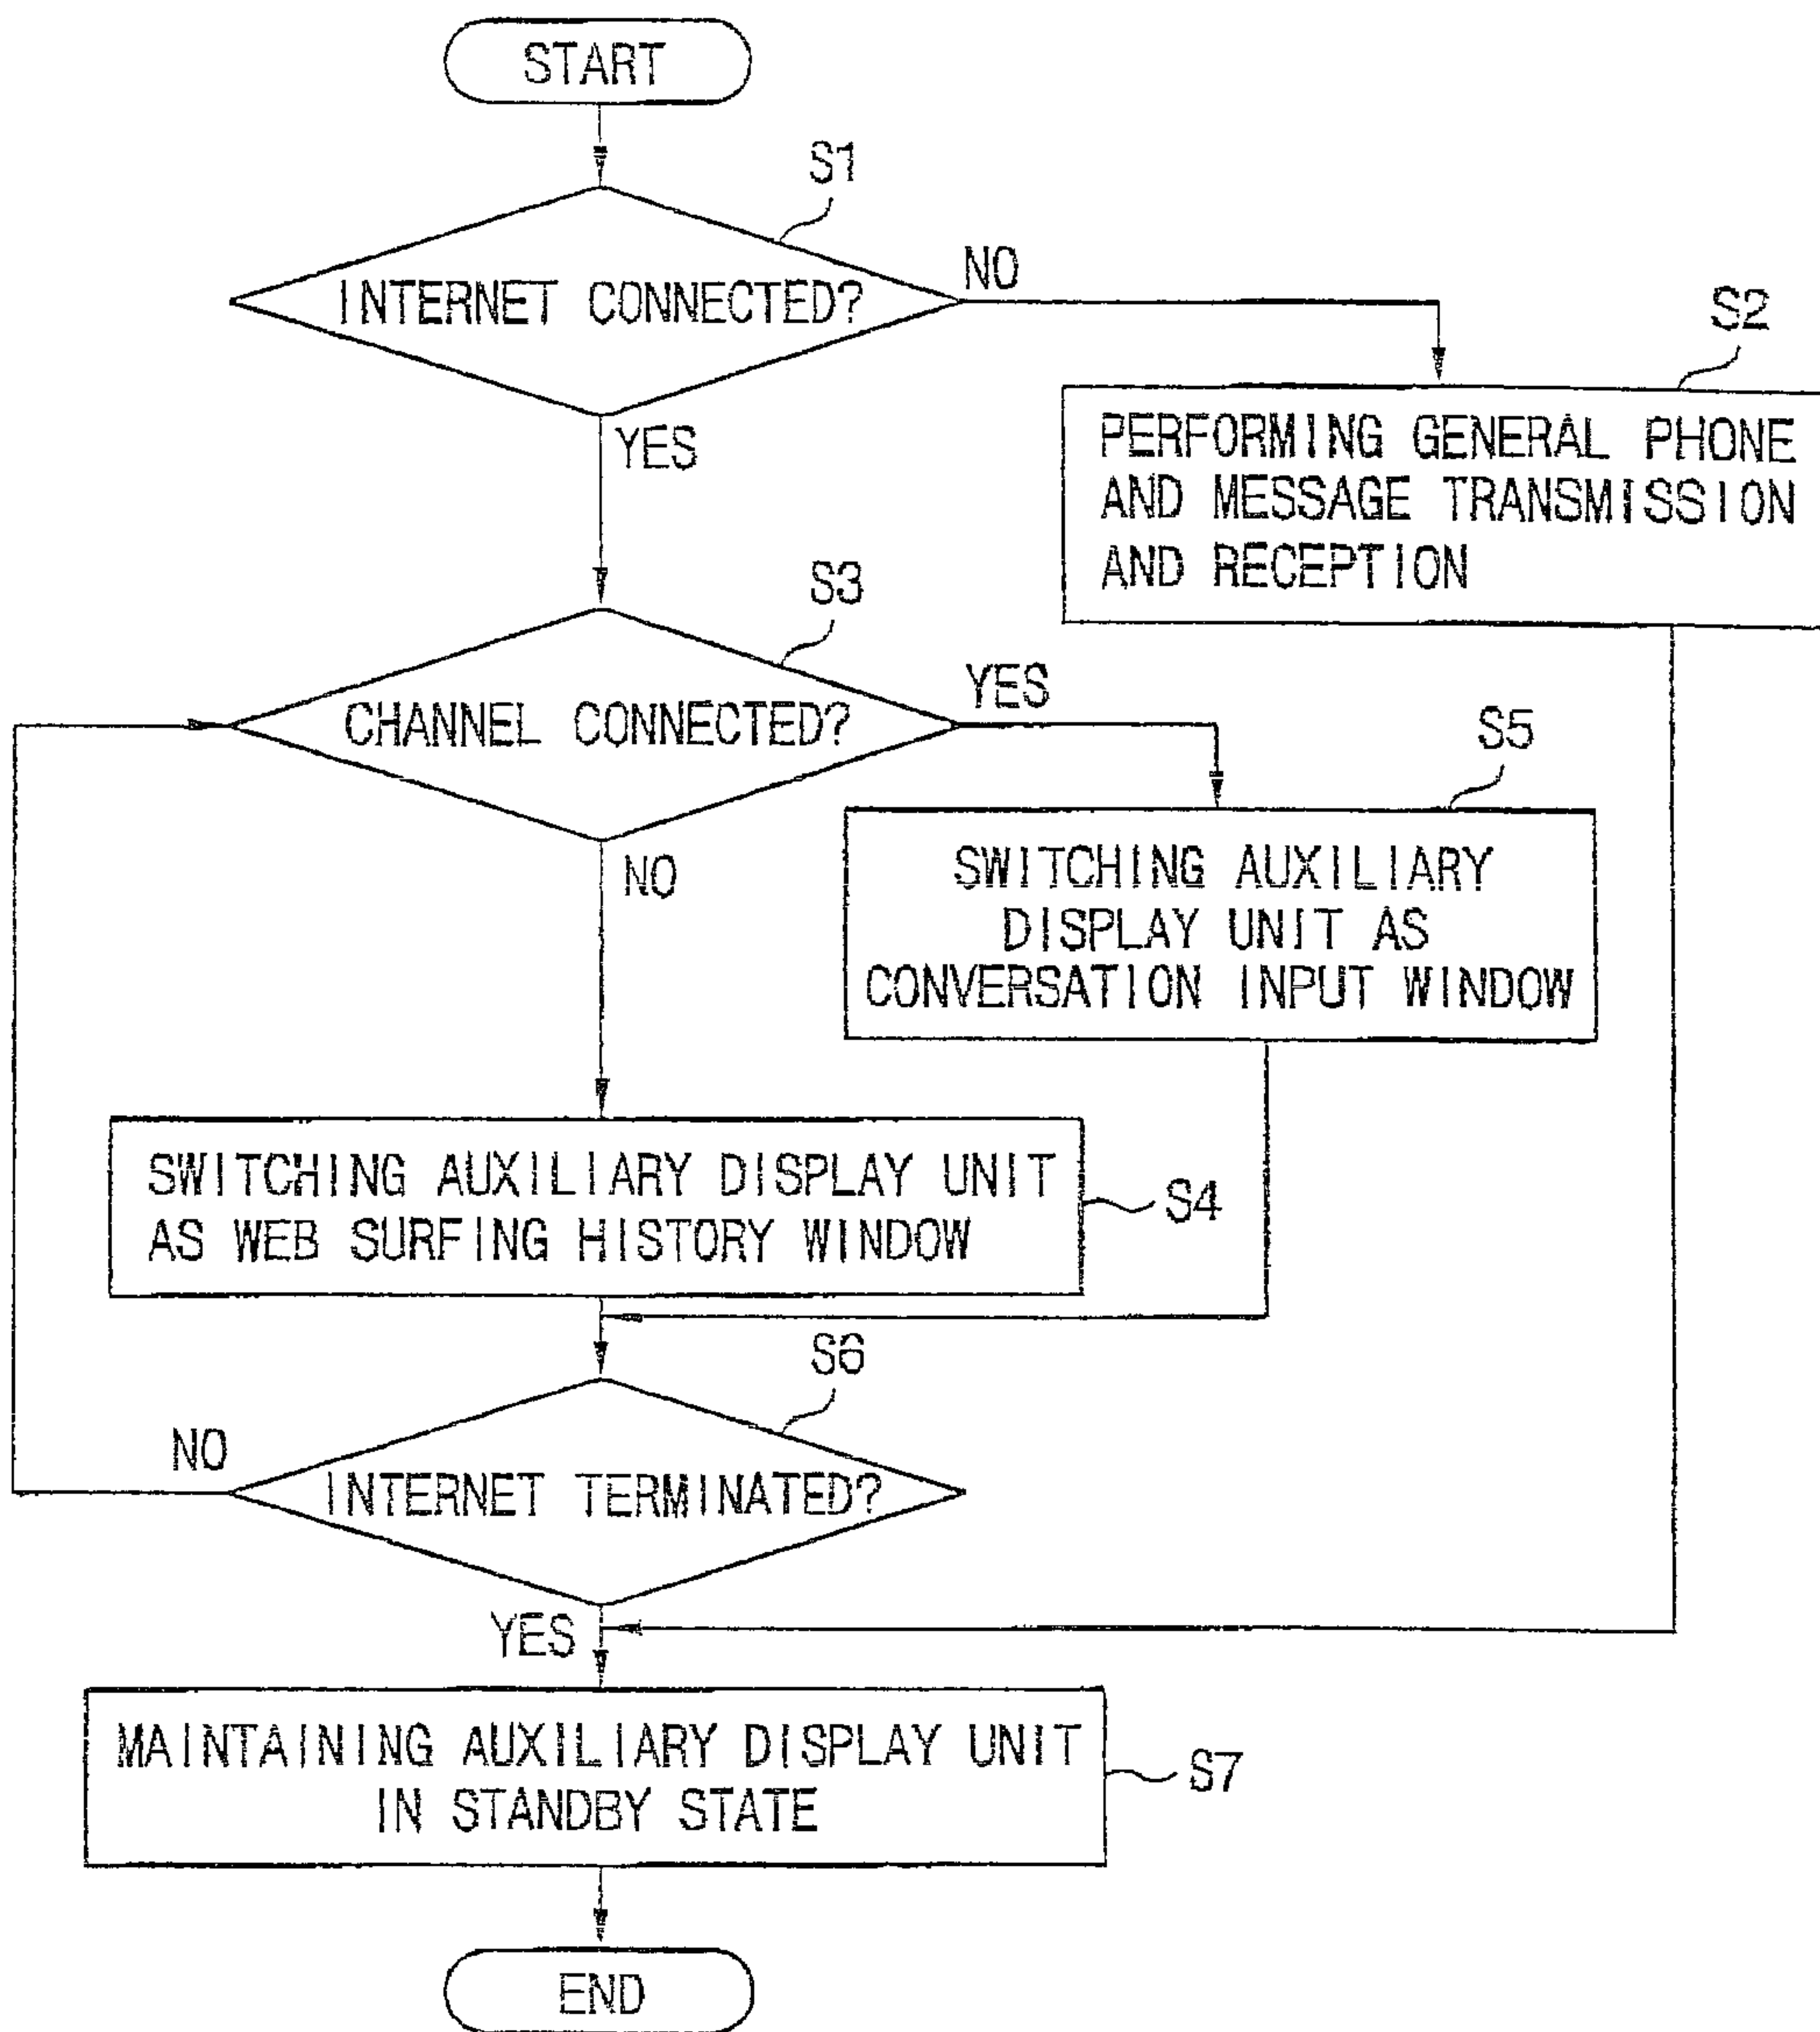 START
S1
INTERNET CONNECTED?
NO
S2
YES
PERFORMING GENERAL PHONE
AND MESSAGE TRANSMISSION
AND RECEPTION
S3
CHANNEL CONNECTED?
YES
S5
NO
SWITCHING AUXILIARY
DISPLAY UNIT AS
CONVERSATION INPUT WINDOW
SWITCHING AUXILIARY DISPLAY UNIT
AS WEB SURFING HISTORY WINDOW
S4
S6
NO
INTERNET TERMINATED?
YES
MAINTAINING AUXILIARY DISPLAY UNIT
IN STANDBY STATE
S7
END